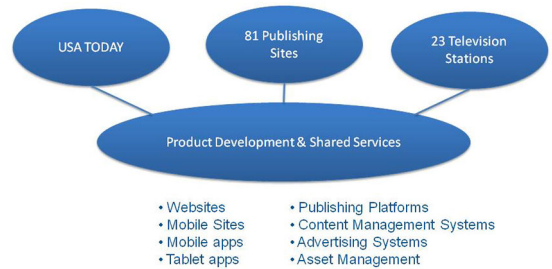 USA TODAY
81 Publishing
Sites
23 Television
Stations
Product Development & Shared Services
• Websites
• Mobile Sites
• Mobile apps
• Tablet apps
• Publishing Platforms
• Content Management Systems
• Advertising Systems
• Asset Management